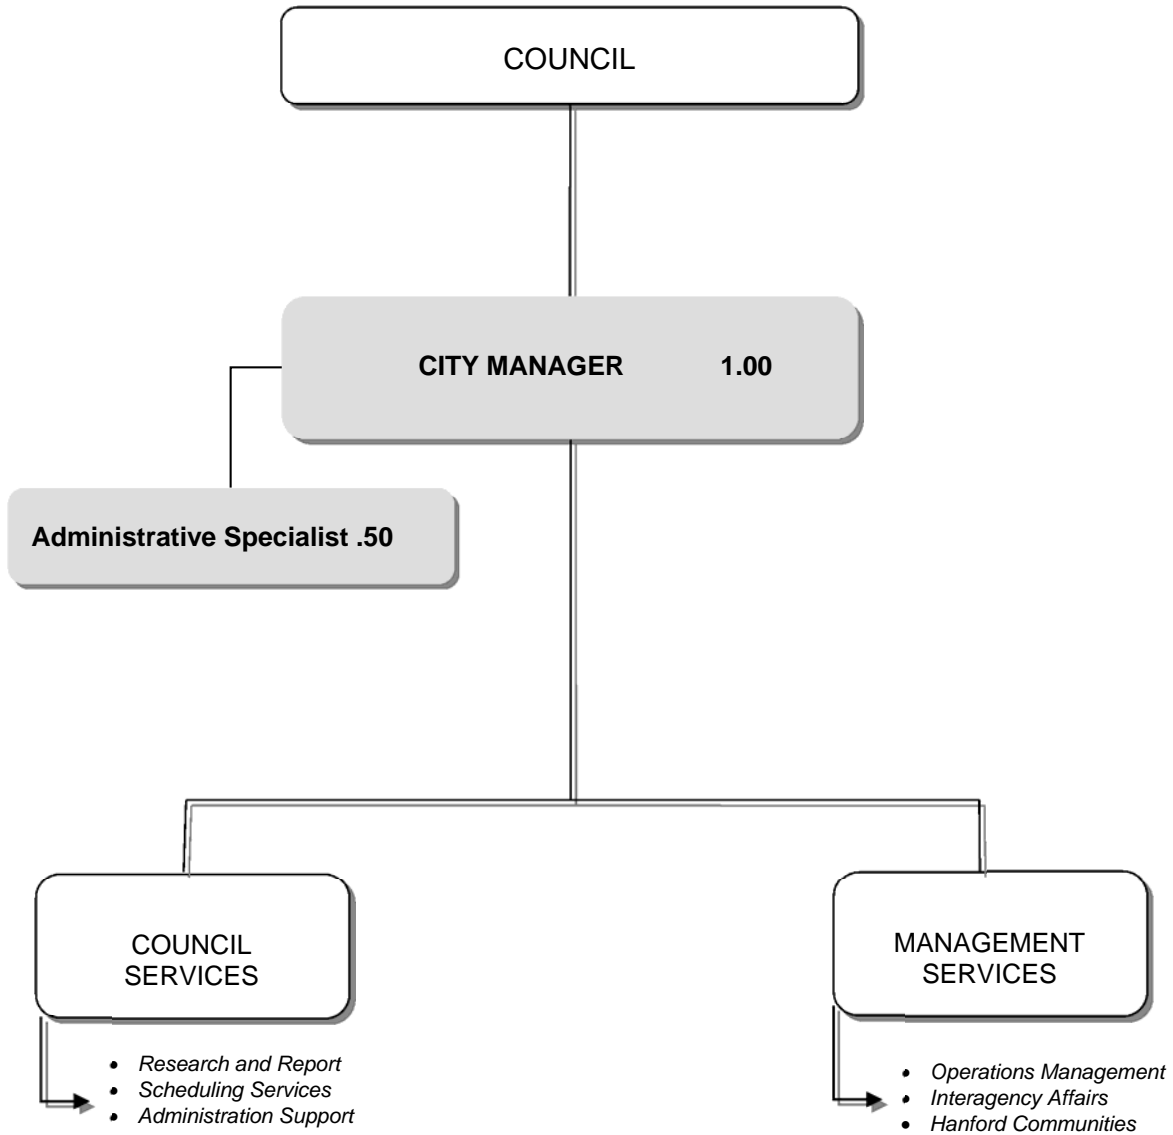 COUNCIL
CITY MANAGER 1.00
Administrative Specialist .50
COUNCIL
SERVICES
• Research and Report
• Scheduling Services
• Administration Support
MANAGEMENT
SERVICES
• Operations Management
• Interagency Affairs
• Hanford Communities